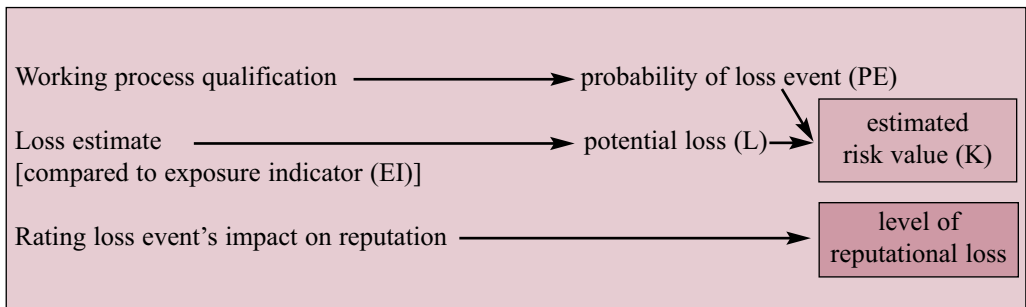 Working process qualification
probability of loss event (PE)
Loss estimate
[compared to exposure indicator (EI)]
potential loss (L)
estimated
risk value (K)
Rating loss event's impact on reputation
level of
reputational loss